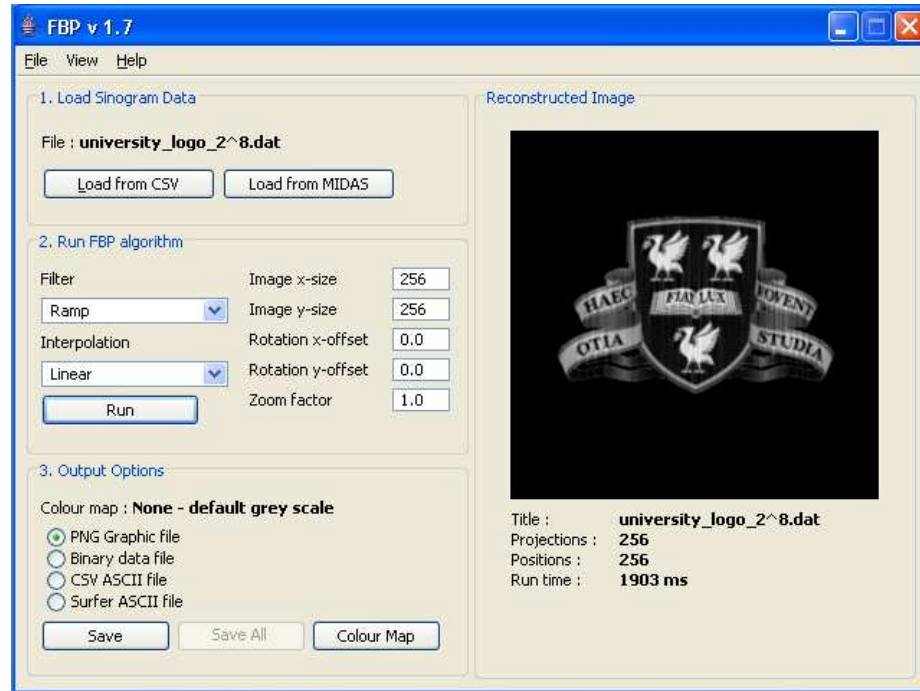 FBP v 1.7
File View Help
1. Load Sinogram Data
File : university_logo_2^8.dat
Load from CSV Load from MIDAS
2. Run FBP algorithm
Filter
Ramp
Interpolation
Linear
Run
Image x-size 256
Image y-size 256
Rotation x-offset 0.0
Rotation y-offset 0.0
Zoom factor 1.0
3. Output Options
Colour map : None - default grey scale
PNG Graphic file
Binary data file
CSV ASCII file
Surfer ASCII file
Save Save All Colour Map
Reconstructed Image
HAEC FIAT LUX FOVENT
OTIA STUDIA
Title : university_logo_2^8.dat
Projections : 256
Positions : 256
Run time : 1903 ms